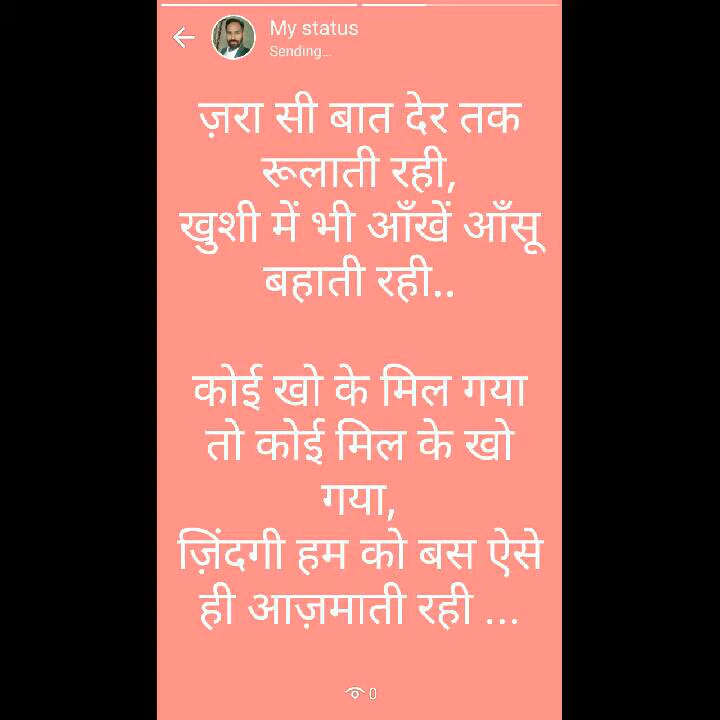 My status
Sending...
ज़रा सी बात देर तक
रूलाती रही,
खुशी में भी आँखें आँसू
बहाती रही..
कोई खो के मिल गया
तो कोई मिल के खो
गया,
ज़िंदगी हम को बस ऐसे
ही आज़माती रही ...
0